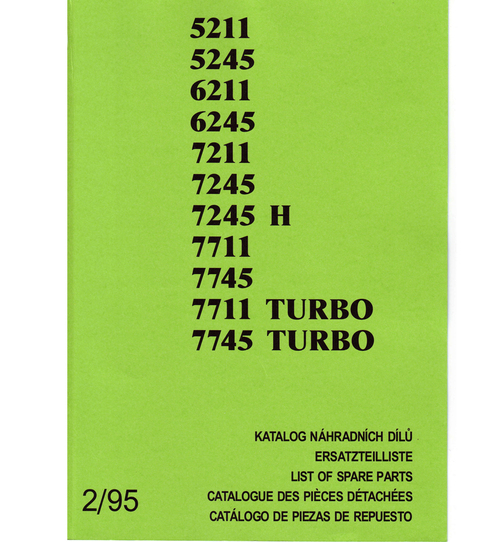 5211
5245
6211
6245
7211
7245
7245 H
7711
7745
7711 TURBO
7745 TURBO
KATALOG NÁHRADNÍCH DÍLŮ
ERSATZTEILLISTE
LIST OF SPARE PARTS
CATALOGUE DES PIÈCES DÉTACHÉES
CATÁLOGO DE PIEZAS DE REPUESTO
2/95